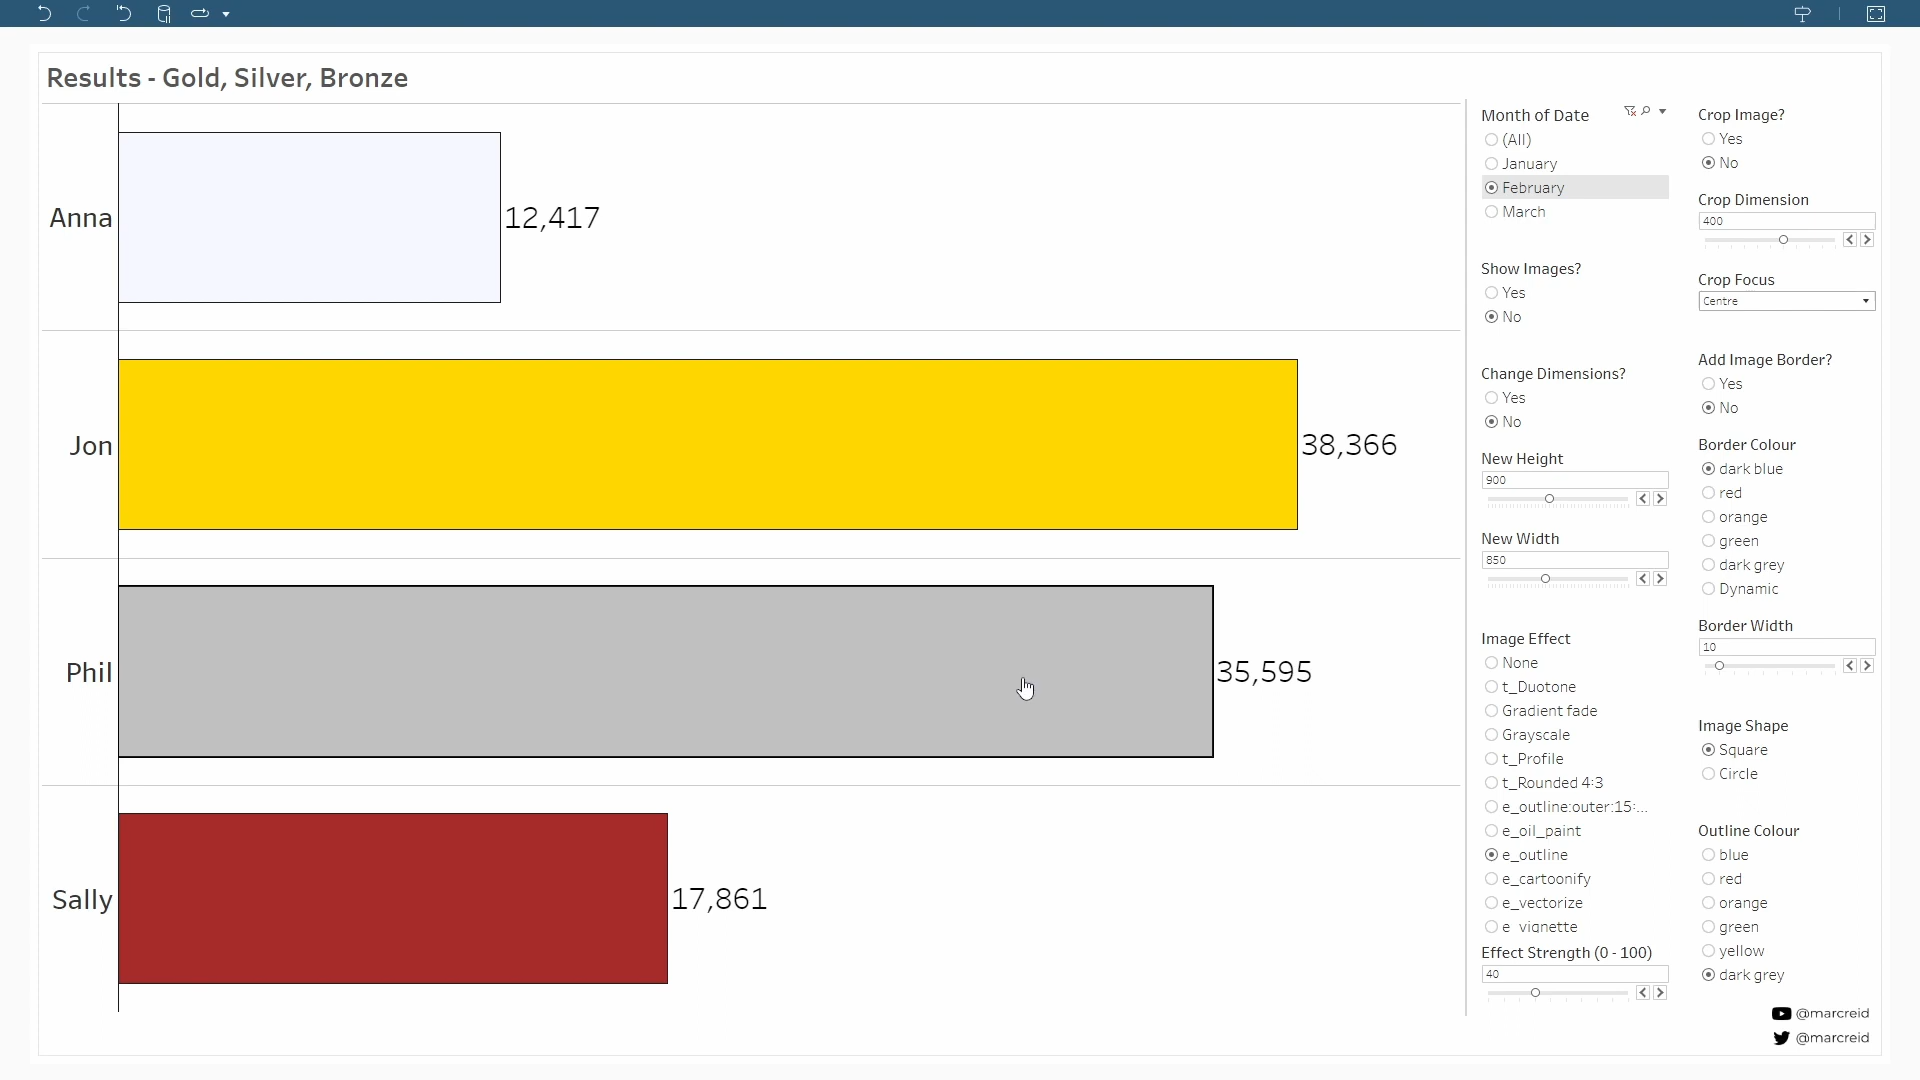 Results - Gold, Silver, Bronze
Anna
12,417
Jon
38,366
Phil
35,595
Sally
17,861
Month of Date
(All)
January
February
March
Show Images?
Yes
No
Change Dimensions?
Yes
No
New Height
900
New Width
850
Image Effect
None
t_Duotone
Gradient fade
Grayscale
t_Profile
t_Rounded 4:3
e_outline:outer:15:...
e_oil_paint
e_outline
e_cartoonify
e_vectorize
e_vignette
Effect Strength (0 - 100)
40
Crop Image?
Yes
No
Crop Dimension
400
Crop Focus
Centre
Add Image Border?
Yes
No
Border Colour
dark blue
red
orange
green
dark grey
Dynamic
Border Width
10
Image Shape
Square
Circle
Outline Colour
blue
red
orange
green
yellow
dark grey
@marcreid
@marcreid